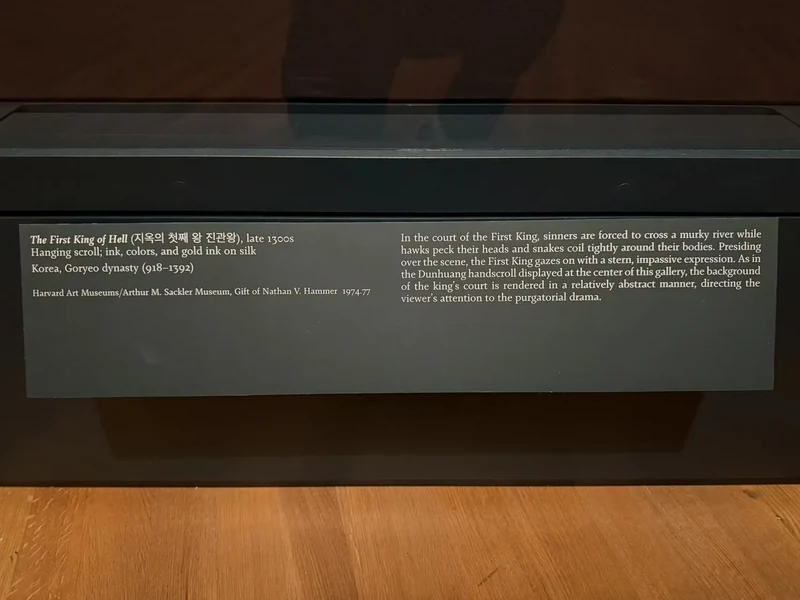 The First King of Hell (지옥의 첫째 왕 진관왕), late 1300s
Hanging scroll; ink, colors, and gold ink on silk
Korea, Goryeo dynasty (918–1392)
Harvard Art Museums/Arthur M. Sackler Museum, Gift of Nathan V. Hammer 1974.77
In the court of the First King, sinners are forced to cross a murky river while
hawks peck their heads and snakes coil tightly around their bodies. Presiding
over the scene, the First King gazes on with a stern, impassive expression. As in
the Dunhuang handscroll displayed at the center of this gallery, the background
of the king's court is rendered in a relatively abstract manner, directing the
viewer's attention to the purgatorial drama.